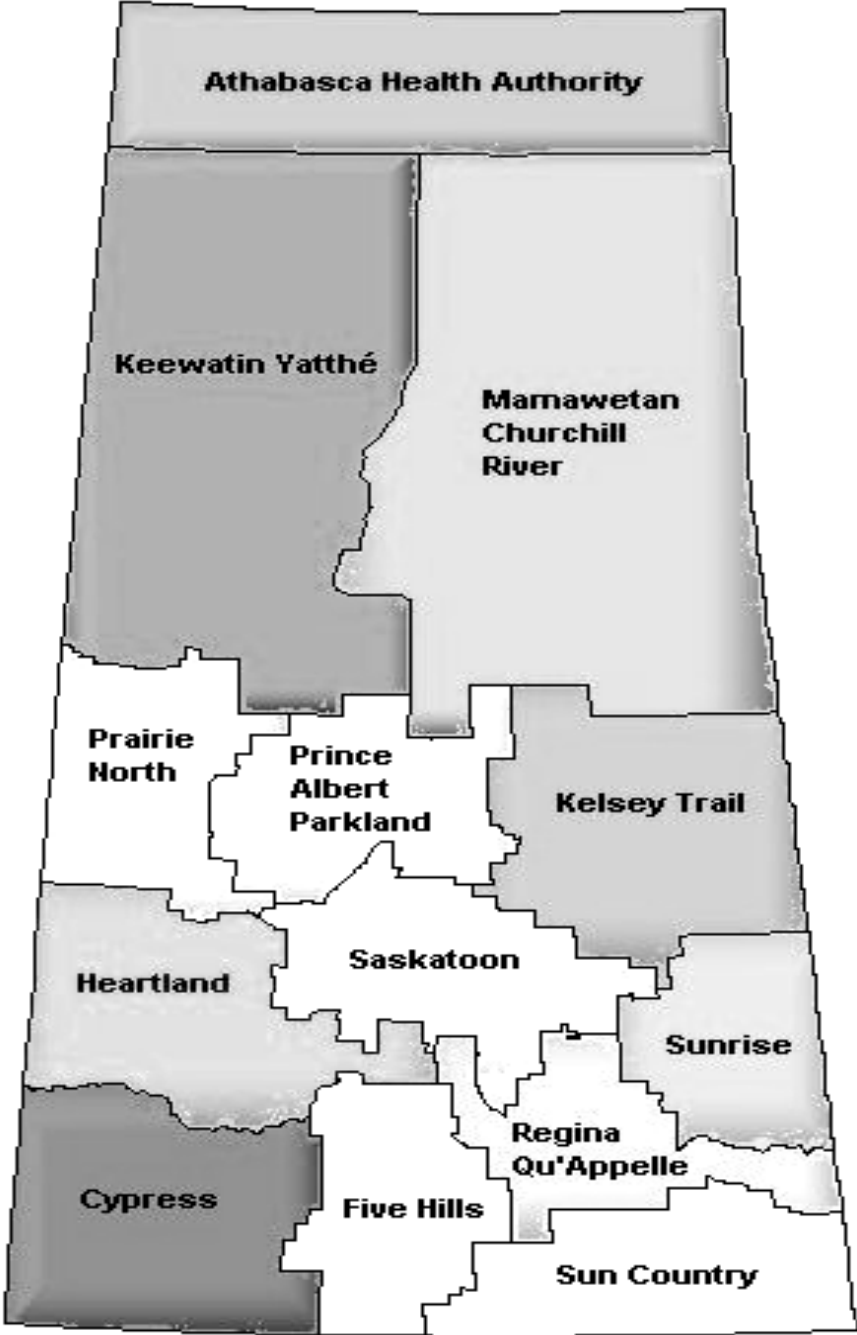 Athabasca Health Authority
Keewatin Yatthé
Mamawetan
Churchill
River
Prairie
North
Prince
Albert
Parkland
Kelsey Trail
Saskatoon
Heartland
Sunrise
Regina
Qu'Appelle
Cypress
Five Hills
Sun Country